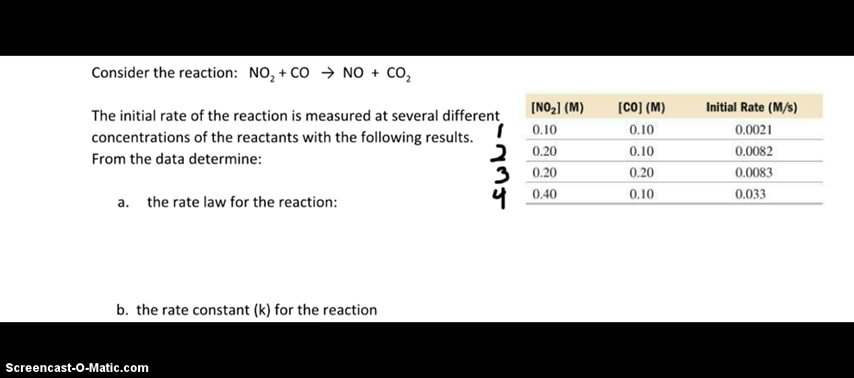 Consider the reaction: NO₂ + CO → NO + CO₂
The initial rate of the reaction is measured at several different
concentrations of the reactants with the following results.
From the data determine:
a. the rate law for the reaction:
b. the rate constant (k) for the reaction
[NO₂] (M) [CO] (M) Initial Rate (M/s)
1 0.10 0.10 0.0021
2 0.20 0.10 0.0082
3 0.20 0.20 0.0083
4 0.40 0.10 0.033
Screencast-O-Matic.com